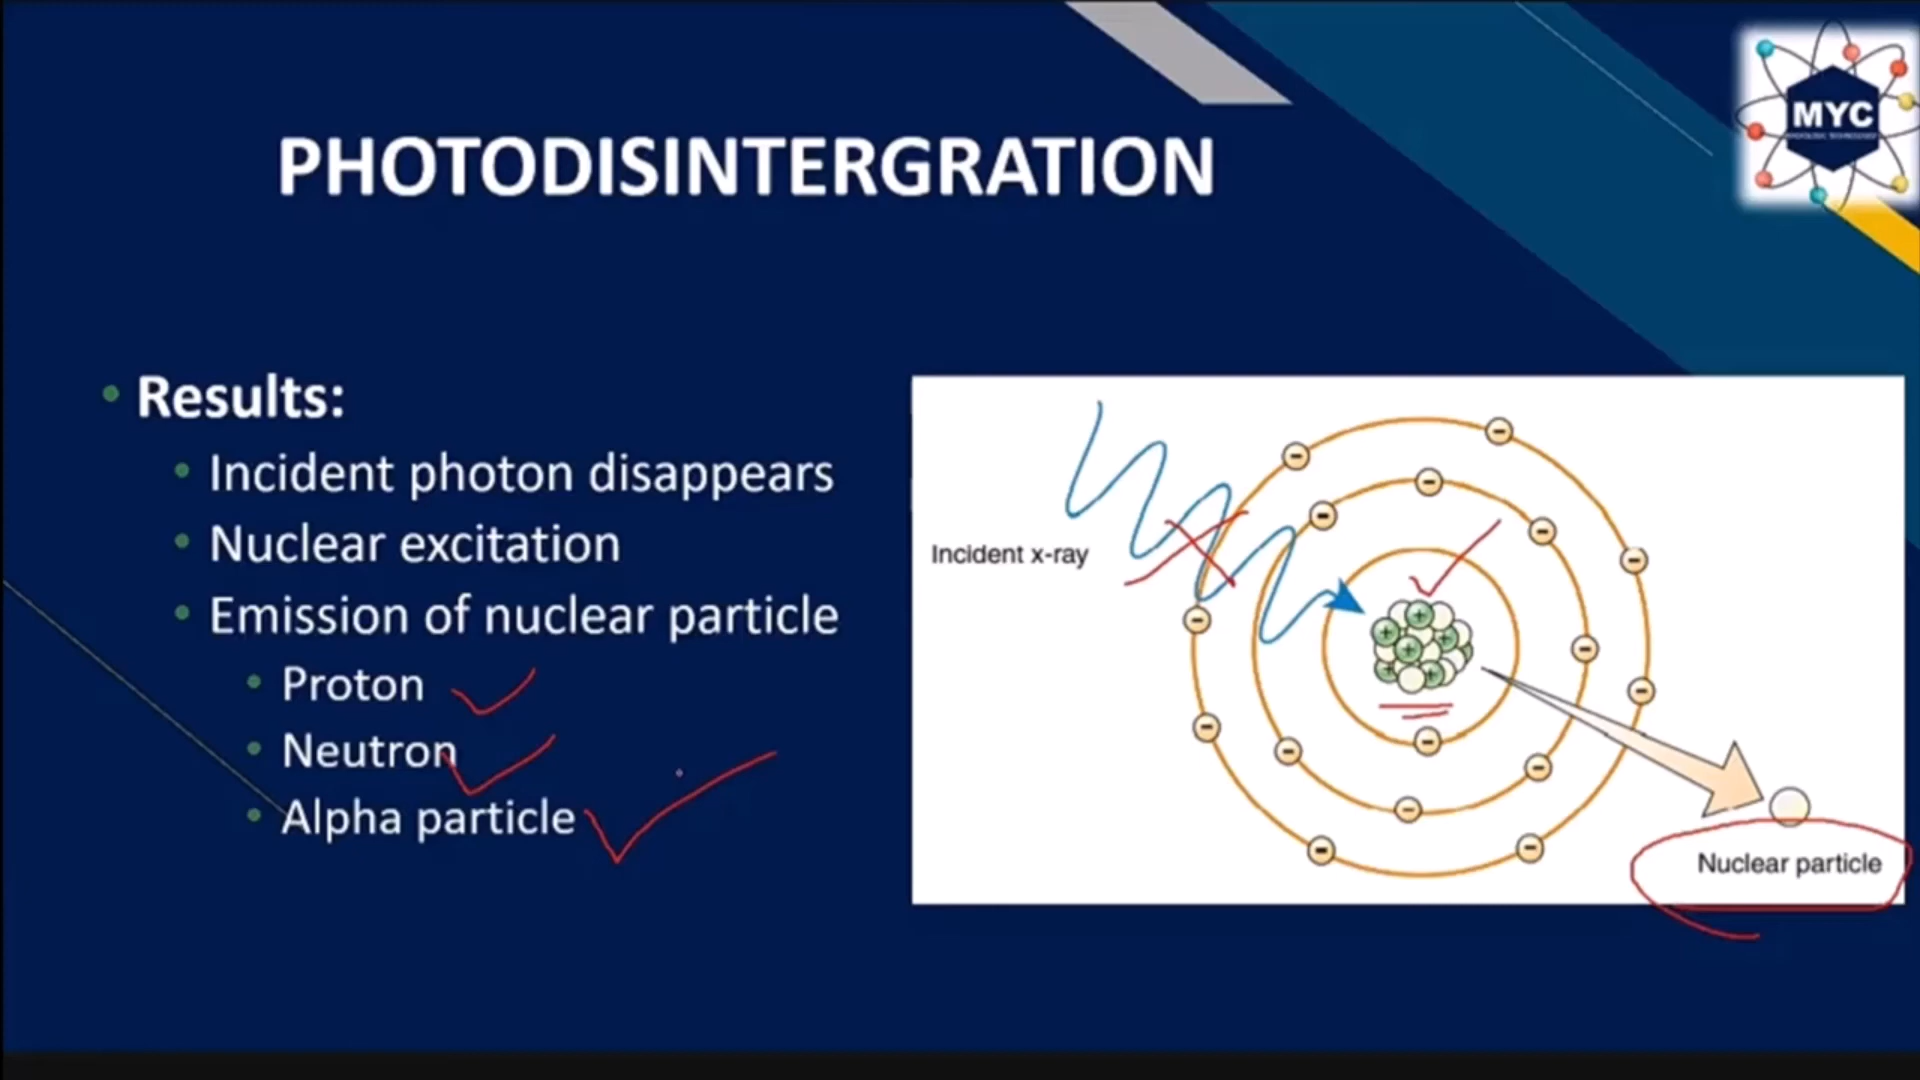 MYC
PHOTODISINTERGRATION
Results:
Incident photon disappears
Nuclear excitation
Emission of nuclear particle
Proton
Neutron
Alpha particle
Incident x-ray
Nuclear particle